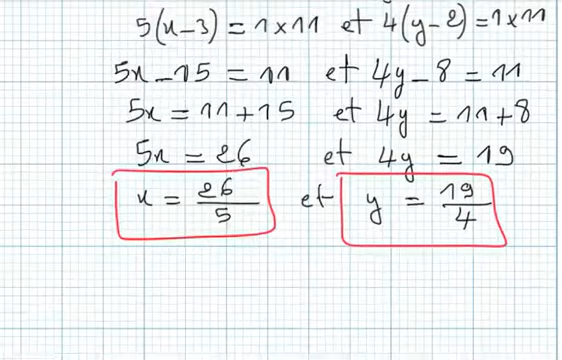 5(x-3) = 1×11 et 4(y-2) = 1×11
5x - 15 = 11 et 4y - 8 = 11
5x = 11+15 et 4y = 11+8
5x = 26 et 4y = 19
x = 26/5 et y = 19/4